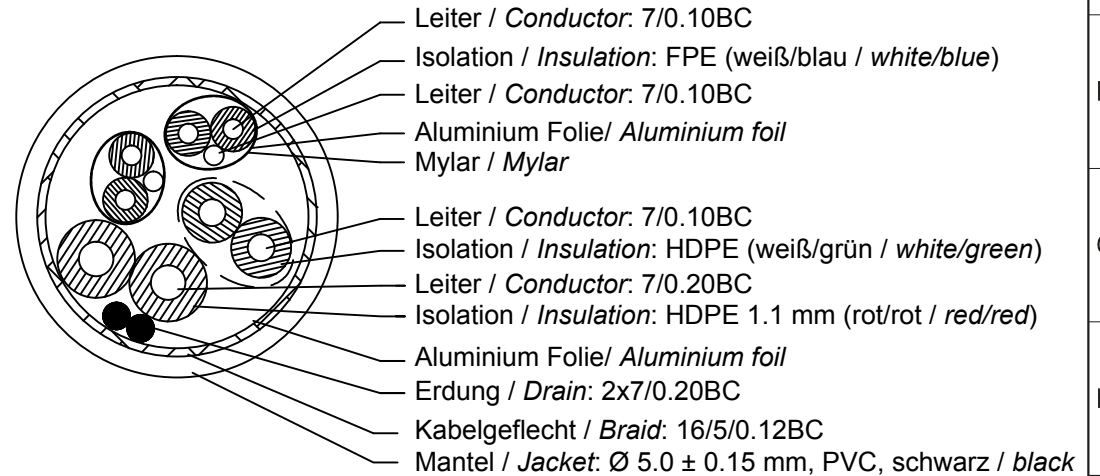 Leiter / Conductor: 7/0.10BC
Isolation / Insulation: FPE (weiß/blau / white/blue)
Leiter / Conductor: 7/0.10BC
Aluminium Folie/ Aluminium foil
Mylar / Mylar
Leiter / Conductor: 7/0.10BC
Isolation / Insulation: HDPE (weiß/grün / white/green)
Leiter / Conductor: 7/0.20BC
Isolation / Insulation: HDPE 1.1 mm (rot/rot / red/red)
Aluminium Folie/ Aluminium foil
Erdung / Drain: 2x7/0.20BC
Kabelgeflecht / Braid: 16/5/0.12BC
Mantel / Jacket: Ø 5.0 ± 0.15 mm, PVC, schwarz / black